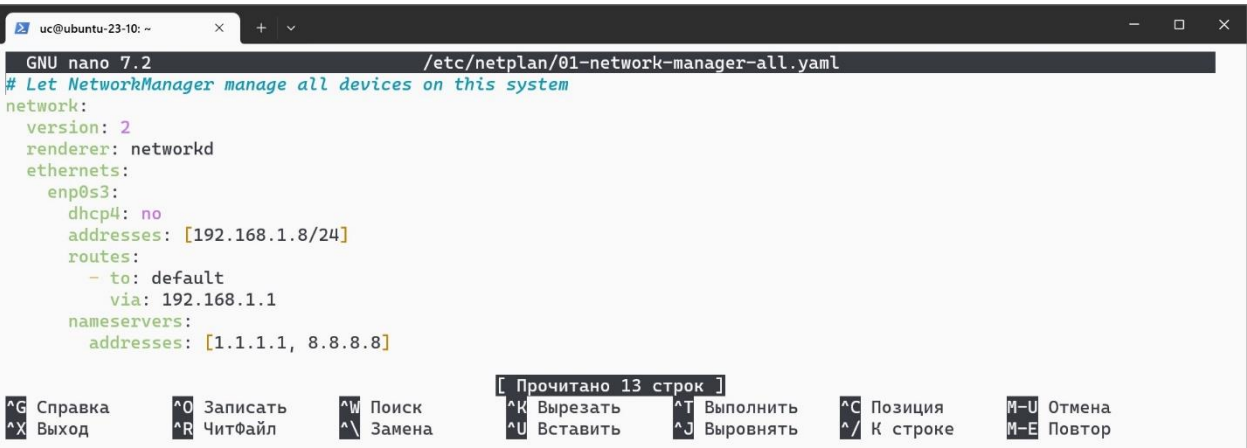 uc@ubuntu-23-10: ~
GNU nano 7.2 /etc/netplan/01-network-manager-all.yaml
# Let NetworkManager manage all devices on this system
network:
  version: 2
  renderer: networkd
  ethernets:
    enp0s3:
      dhcp4: no
      addresses: [192.168.1.8/24]
      routes:
        - to: default
          via: 192.168.1.1
      nameservers:
        addresses: [1.1.1.1, 8.8.8.8]
[ Прочитано 13 строк ]
^G Справка ^O Записать ^W Поиск ^K Вырезать ^T Выполнить ^C Позиция M-U Отмена
^X Выход ^R ЧитФайл ^\ Замена ^U Вставить ^J Выровнять ^/ К строке M-E Повтор